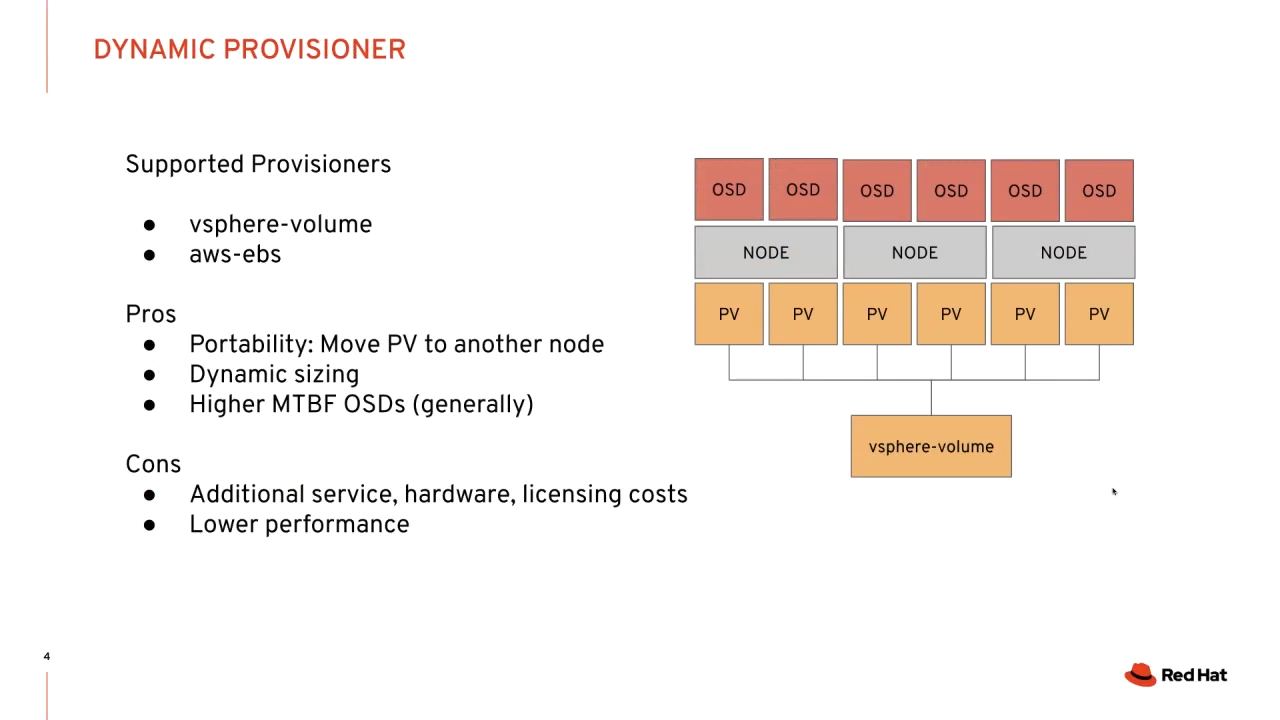 DYNAMIC PROVISIONER
Supported Provisioners
● vsphere-volume
● aws-ebs
Pros
● Portability: Move PV to another node
● Dynamic sizing
● Higher MTBF OSDs (generally)
Cons
● Additional service, hardware, licensing costs
● Lower performance
OSD OSD OSD OSD OSD OSD
NODE NODE NODE
PV PV PV PV PV PV
vsphere-volume
4
Red Hat